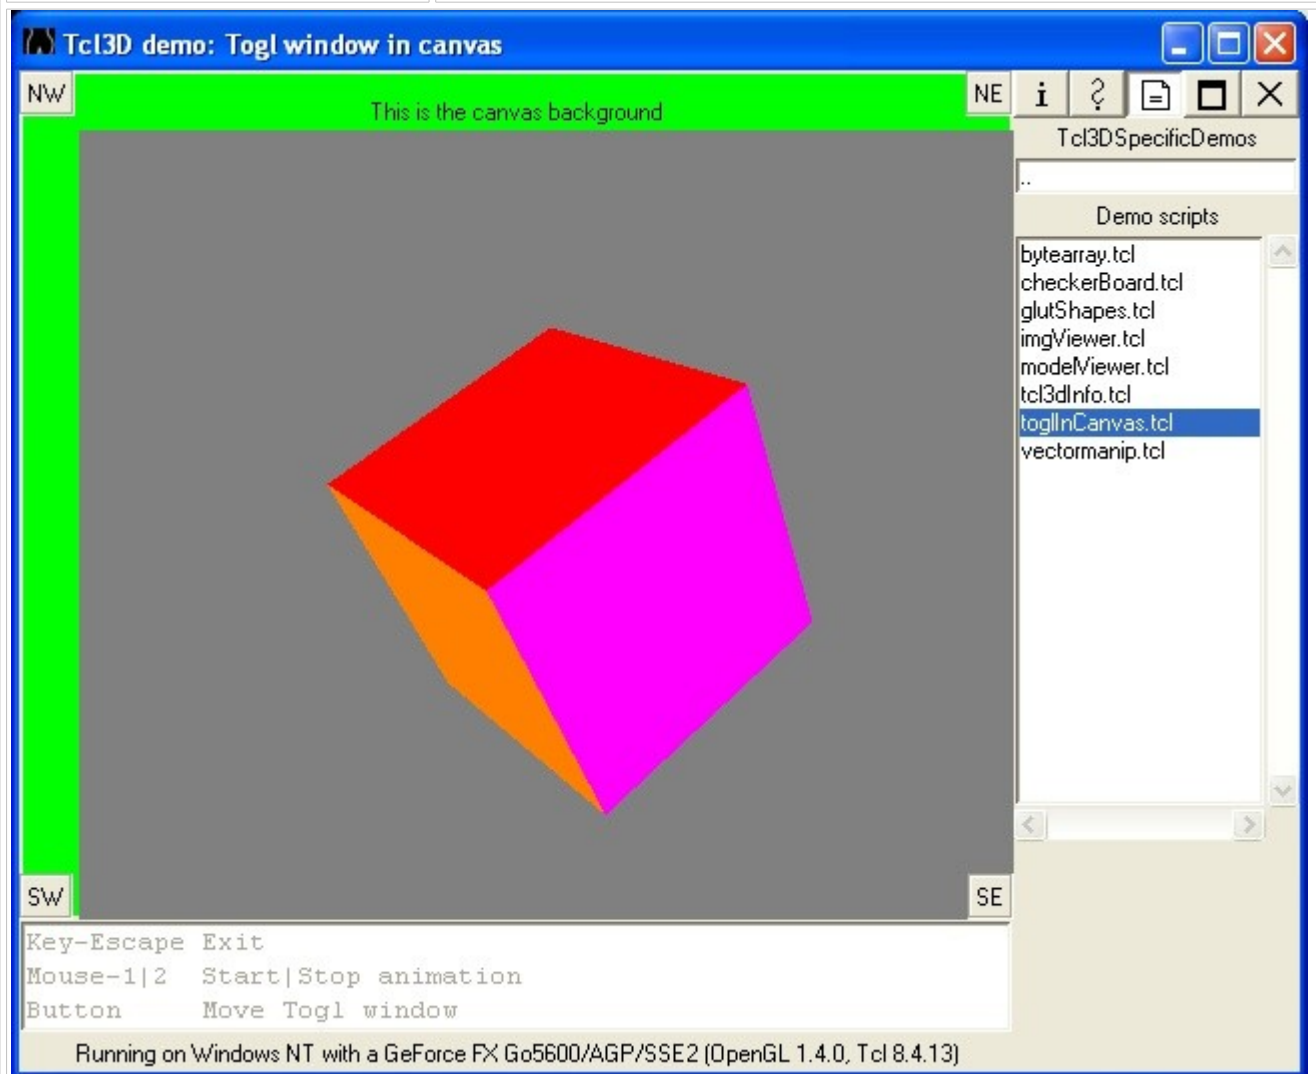 Tcl3D demo: Togl window in canvas
NW
This is the canvas background
NE
i
?
Tcl3DSpecificDemos
..
Demo scripts
bytearray.tcl
checkerBoard.tcl
glutShapes.tcl
imgViewer.tcl
modelViewer.tcl
tcl3dInfo.tcl
toglInCanvas.tcl
vectormanip.tcl
SW
SE
Key-Escape Exit
Mouse-1|2 Start|Stop animation
Button Move Togl window
Running on Windows NT with a GeForce FX Go5600/AGP/SSE2 (OpenGL 1.4.0, Tcl 8.4.13)